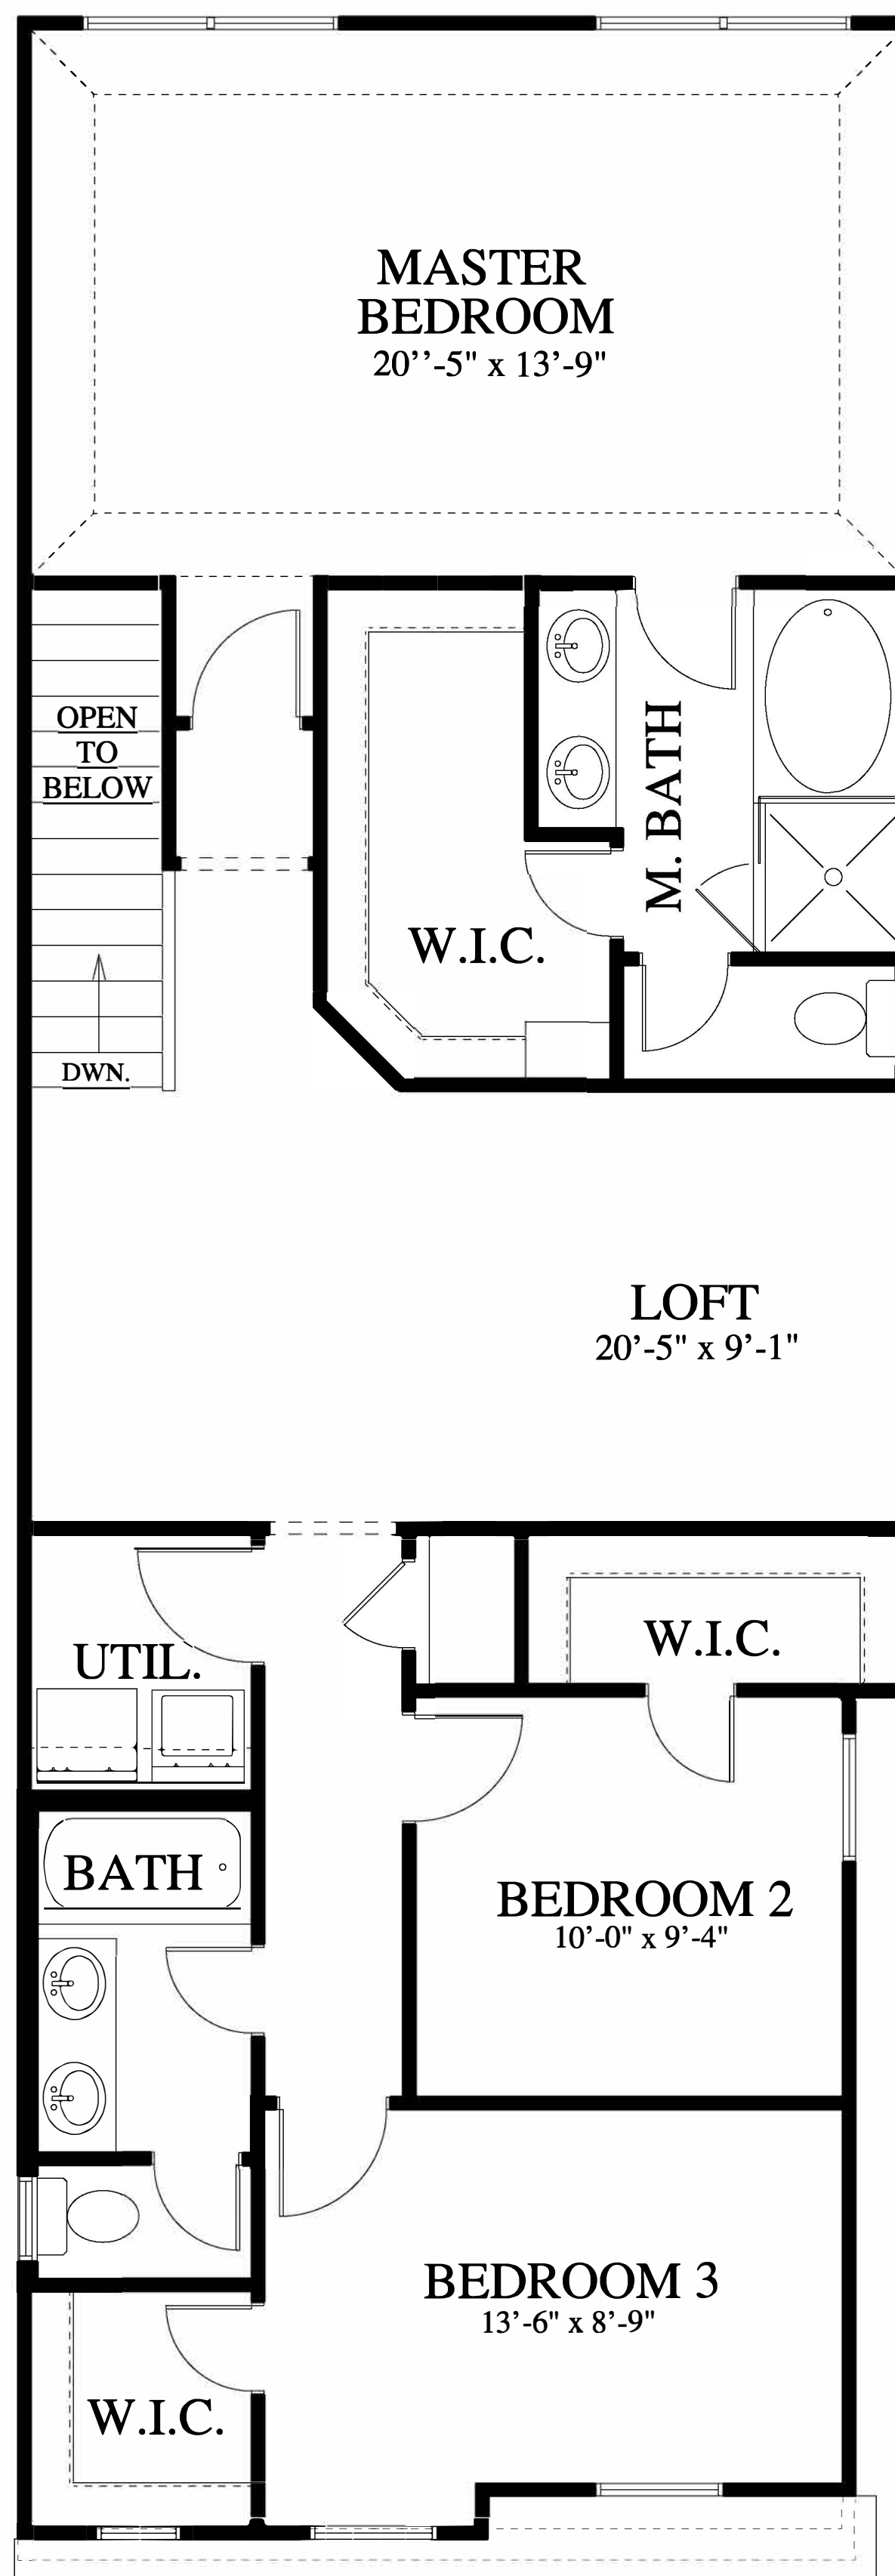 MASTER
BEDROOM
20''-5" x 13'-9"
OPEN
TO
BELOW
M. BATH
W.I.C.
DWN.
LOFT
20'-5" x 9'-1"
UTIL.
W.I.C.
BATH
BEDROOM 2
10'-0" x 9'-4"
BEDROOM 3
13'-6" x 8'-9"
W.I.C.